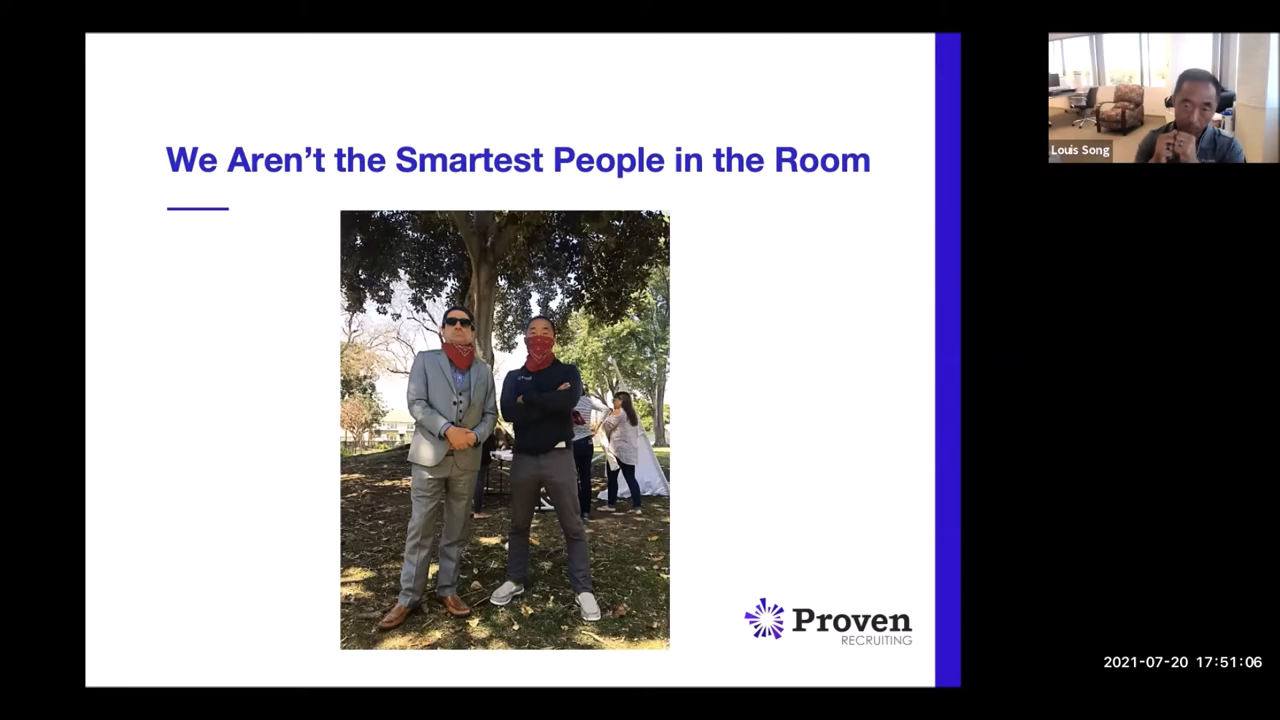 We Aren’t the Smartest People in the Room
Louis Song
Proven
RECRUITING
2021-07-20 17:51:06